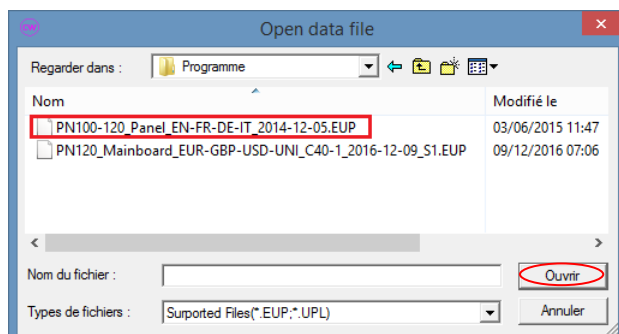 CW
Open data file
Regarder dans :
Programme
Nom
Modifié le
PN100-120_Panel_EN-FR-DE-IT_2014-12-05.EUP 03/06/2015 11:47
PN120_Mainboard_EUR-GBP-USD-UNI_C40-1_2016-12-09_S1.EUP 09/12/2016 07:06
Nom du fichier :
Ouvrir
Types de fichiers :
Surported Files(*.EUP;*.UPL)
Annuler